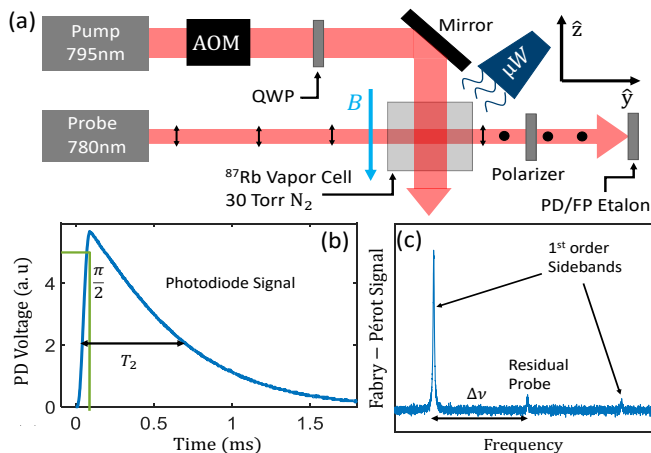 (a)
Pump
795nm
AOM
QWP
Mirror
μW
ẑ
ŷ
B
Probe
780nm
⁸⁷Rb Vapor Cell
30 Torr N₂
Polarizer
PD/FP Etalon
(b)
PD Voltage (a. u)
0
2
4
π/2
Photodiode Signal
T₂
0
0.5
1
1.5
Time (ms)
(c)
Fabry − Pérot Signal
1ˢᵗ order
Sidebands
Residual
Probe
Δν
Frequency